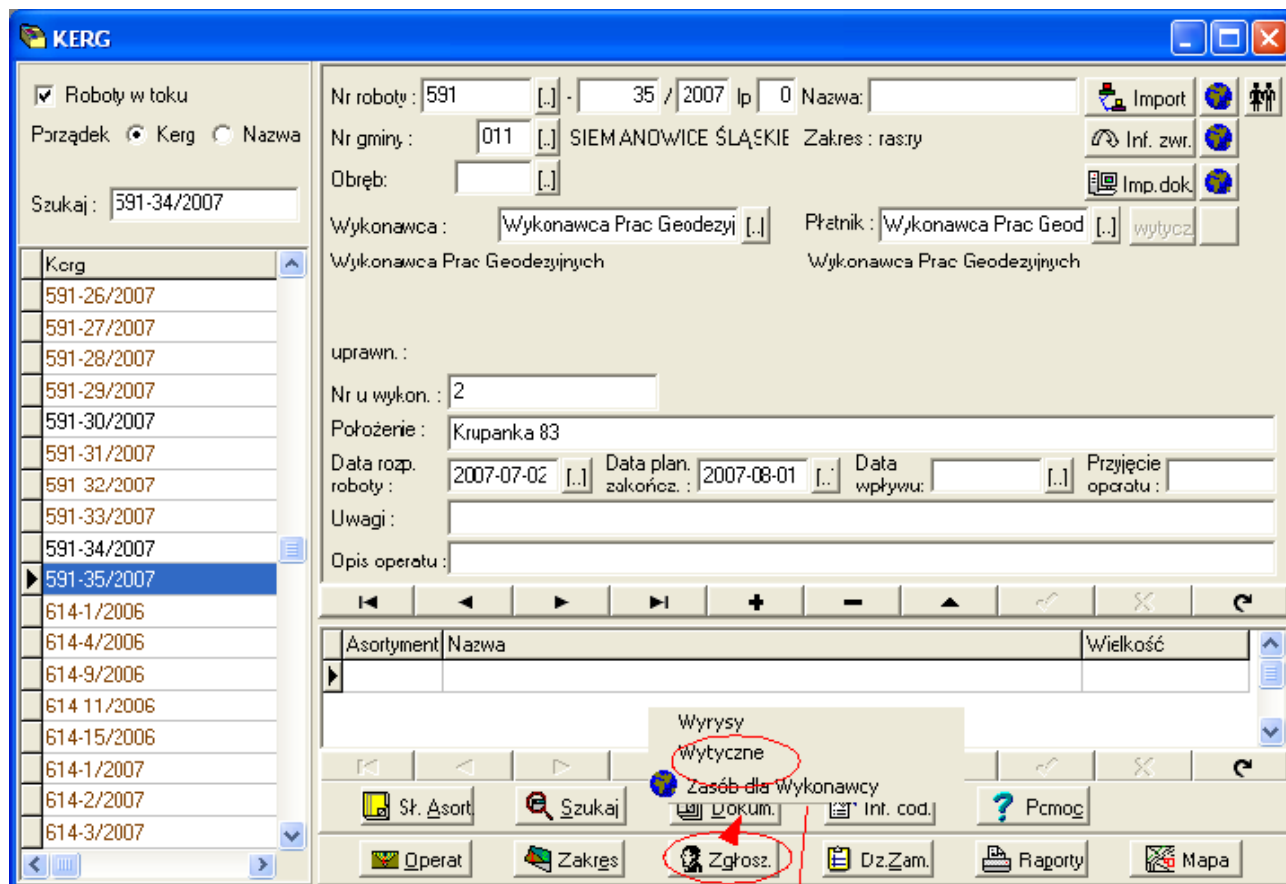 KERG
Roboty w toku
Porządek Kerg Nazwa
Szukaj : 591-34/2007
Kerg
591-26/2007
591-27/2007
591-28/2007
591-29/2007
591-30/2007
591-31/2007
591-32/2007
591-33/2007
591-34/2007
591-35/2007
614-1/2006
614-4/2006
614-9/2006
614-11/2006
614-15/2006
614-1/2007
614-2/2007
614-3/2007
Nr roboty : 591 [..] - 35 / 2007 lp 0 Nazwa: Import
Nr gminy : 011 [..] SIEMIANOWICE ŚLĄSKIE Zakres : rastry Inf. zwr.
Obręb: [..] Imp.dok.
Wykonawca : Wykonawca Prac Geodezyj [..] Płatnik : Wykonawca Prac Geod [..] wytycz
Wykonawca Prac Geodezyjnych Wykonawca Prac Geodezyjnych
uprawn. :
Nr u wykon. : 2
Położenie : Krupanka 83
Data rozp. roboty : 2007-07-02 [..] Data plan. zakończ. : 2007-08-01 [..] Data wpływu: [..] Przyjęcie operatu :
Uwagi :
Opis operatu :
Asortyment Nazwa Wielkość
Wyrysy
Wytyczne
Zasób dla Wykonawcy
Sł. Asort. Szukaj Dokum. Inf. cod. Pomoc
Operat Zakres Zgłosz. Dz.Zam. Raporty Mapa